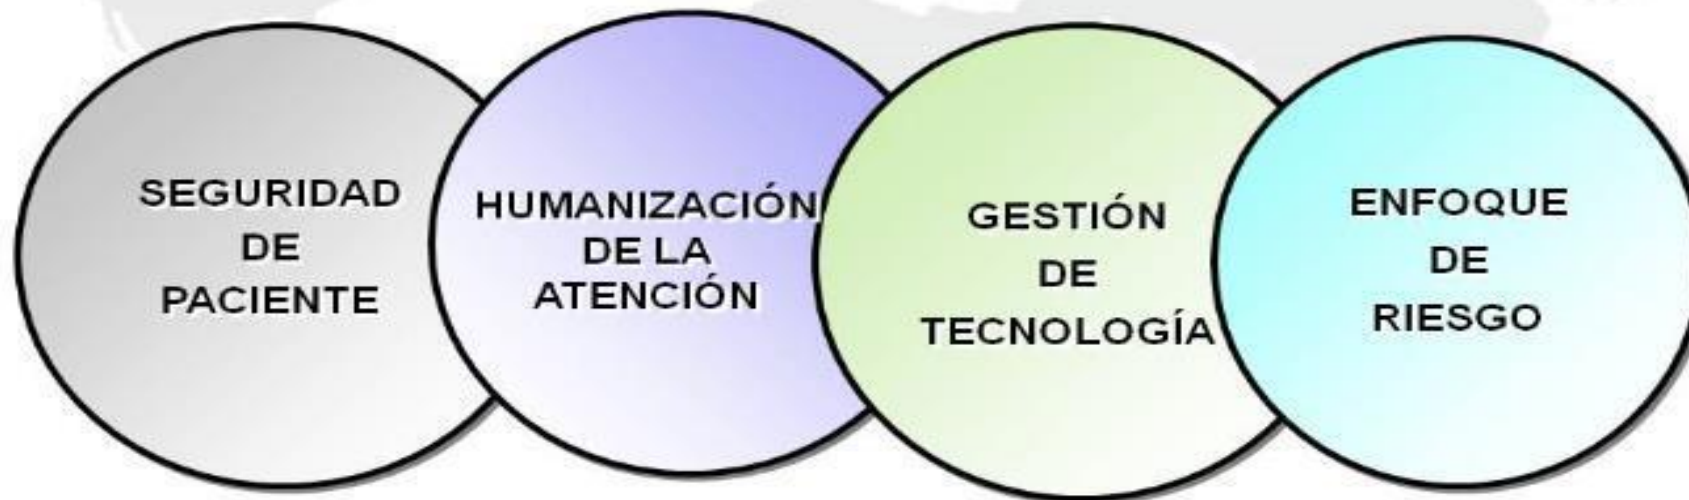 SEGURIDAD
DE
PACIENTE
HUMANIZACIÓN
DE LA
ATENCIÓN
GESTIÓN
DE
TECNOLOGÍA
ENFOQUE
DE
RIESGO